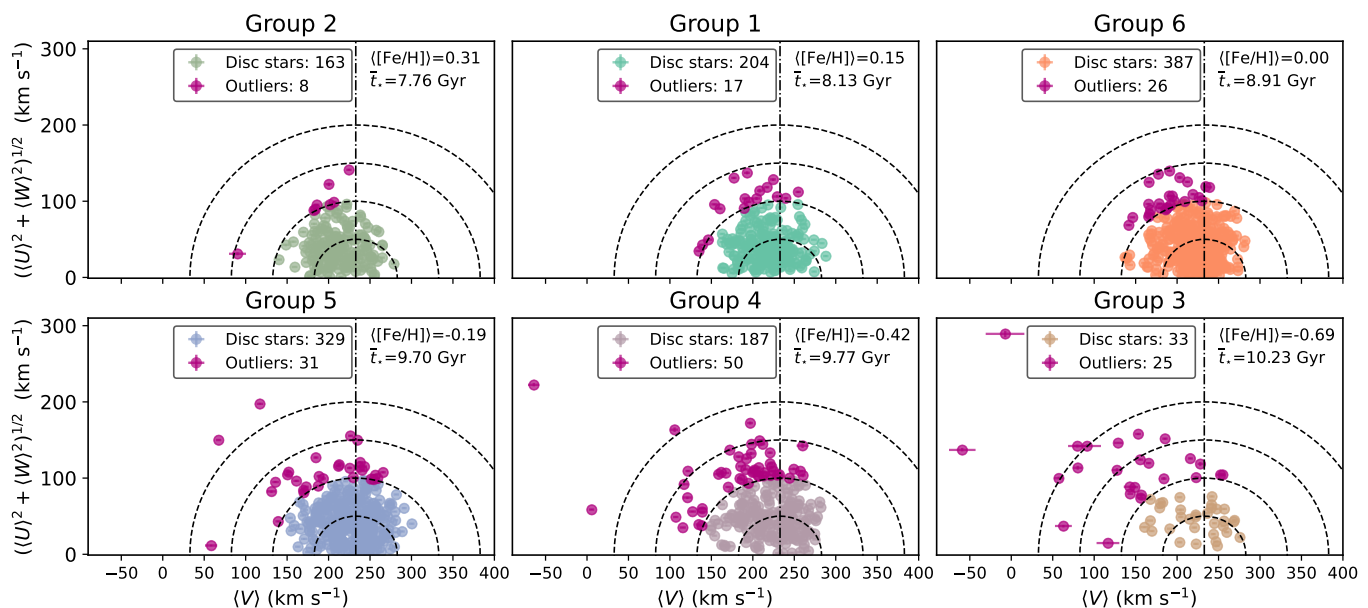 Group 2
Group 1
Group 6
300
200
100
0
((⟨U⟩² + ⟨W⟩²)^{1/2} (km s⁻¹)
Disc stars: 163
Outliers: 8
⟨[Fe/H]⟩=0.31
t̄⋆=7.76 Gyr
Disc stars: 204
Outliers: 17
⟨[Fe/H]⟩=0.15
t̄⋆=8.13 Gyr
Disc stars: 387
Outliers: 26
⟨[Fe/H]⟩=0.00
t̄⋆=8.91 Gyr
Group 5
Group 4
Group 3
300
200
100
0
((⟨U⟩² + ⟨W⟩²)^{1/2} (km s⁻¹)
Disc stars: 329
Outliers: 31
⟨[Fe/H]⟩=-0.19
t̄⋆=9.70 Gyr
Disc stars: 187
Outliers: 50
⟨[Fe/H]⟩=-0.42
t̄⋆=9.77 Gyr
Disc stars: 33
Outliers: 25
⟨[Fe/H]⟩=-0.69
t̄⋆=10.23 Gyr
−50 0 50 100 150 200 250 300 350 400
−50 0 50 100 150 200 250 300 350 400
−50 0 50 100 150 200 250 300 350 400
⟨V⟩ (km s⁻¹)
⟨V⟩ (km s⁻¹)
⟨V⟩ (km s⁻¹)